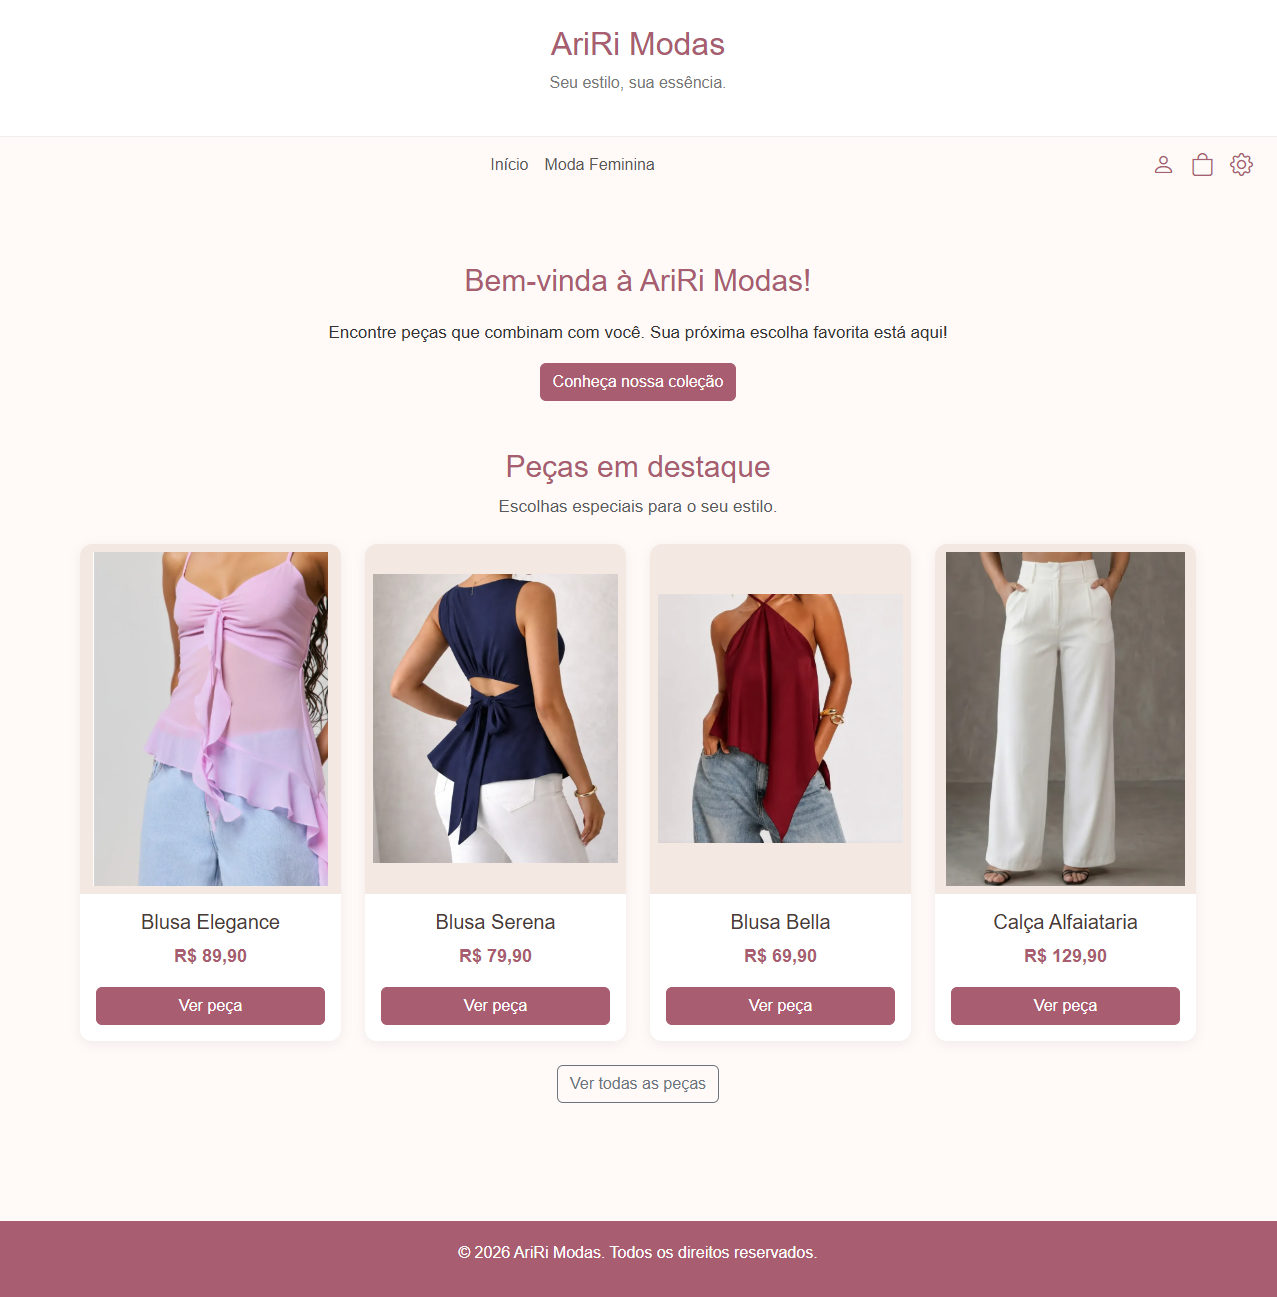 AriRi Modas
Seu estilo, sua essência.
Início Moda Feminina
Bem-vinda à AriRi Modas!
Encontre peças que combinam com você. Sua próxima escolha favorita está aqui!
Conheça nossa coleção
Peças em destaque
Escolhas especiais para o seu estilo.
Blusa Elegance
R$ 89,90
Ver peça
Blusa Serena
R$ 79,90
Ver peça
Blusa Bella
R$ 69,90
Ver peça
Calça Alfaiataria
R$ 129,90
Ver peça
Ver todas as peças
© 2026 AriRi Modas. Todos os direitos reservados.